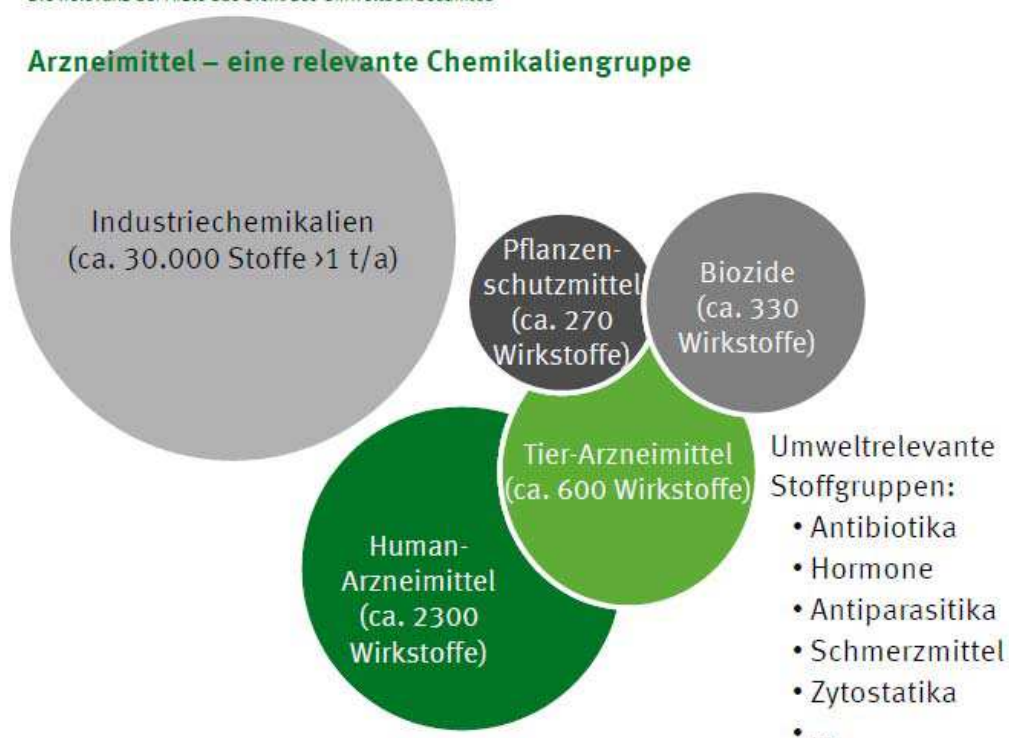 Arzneimittel – eine relevante Chemikaliengruppe
Industriechemikalien
(ca. 30.000 Stoffe >1 t/a)
Pflanzen-
schutzmittel
(ca. 270
Wirkstoffe)
Biozide
(ca. 330
Wirkstoffe)
Tier-Arzneimittel
(ca. 600 Wirkstoffe)
Human-
Arzneimittel
(ca. 2300
Wirkstoffe)
Umweltrelevante
Stoffgruppen:
• Antibiotika
• Hormone
• Antiparasitika
• Schmerzmittel
• Zytostatika
• ...